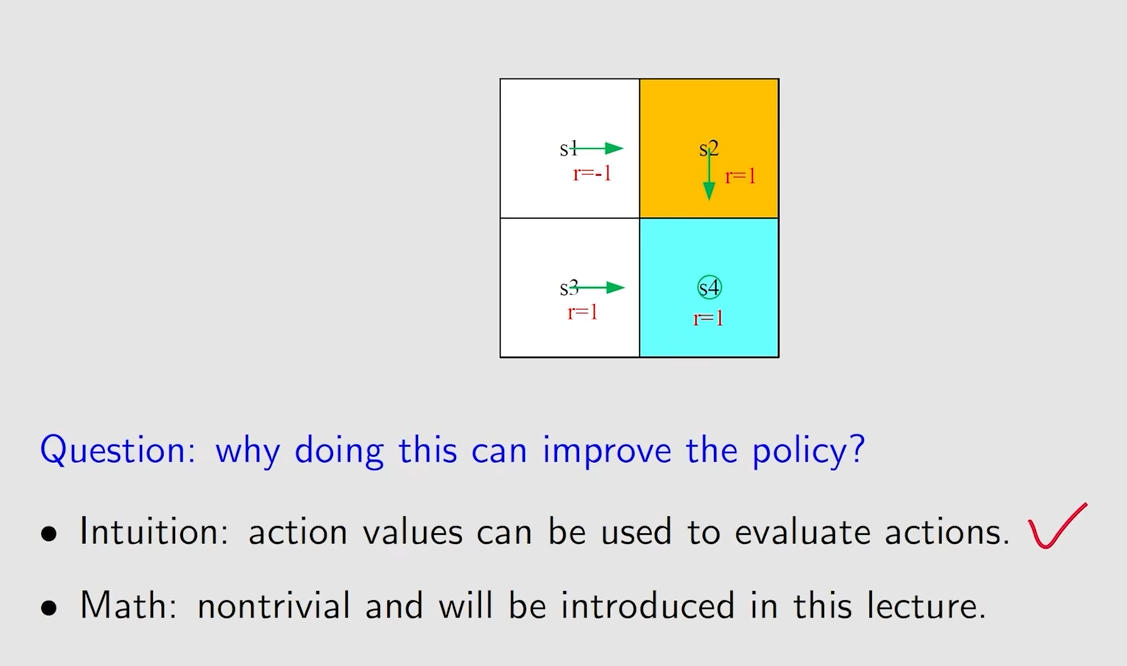 s1 s2
r=-1 r=1
s3 s4
r=1 r=1
Question: why doing this can improve the policy?
• Intuition: action values can be used to evaluate actions.
• Math: nontrivial and will be introduced in this lecture.